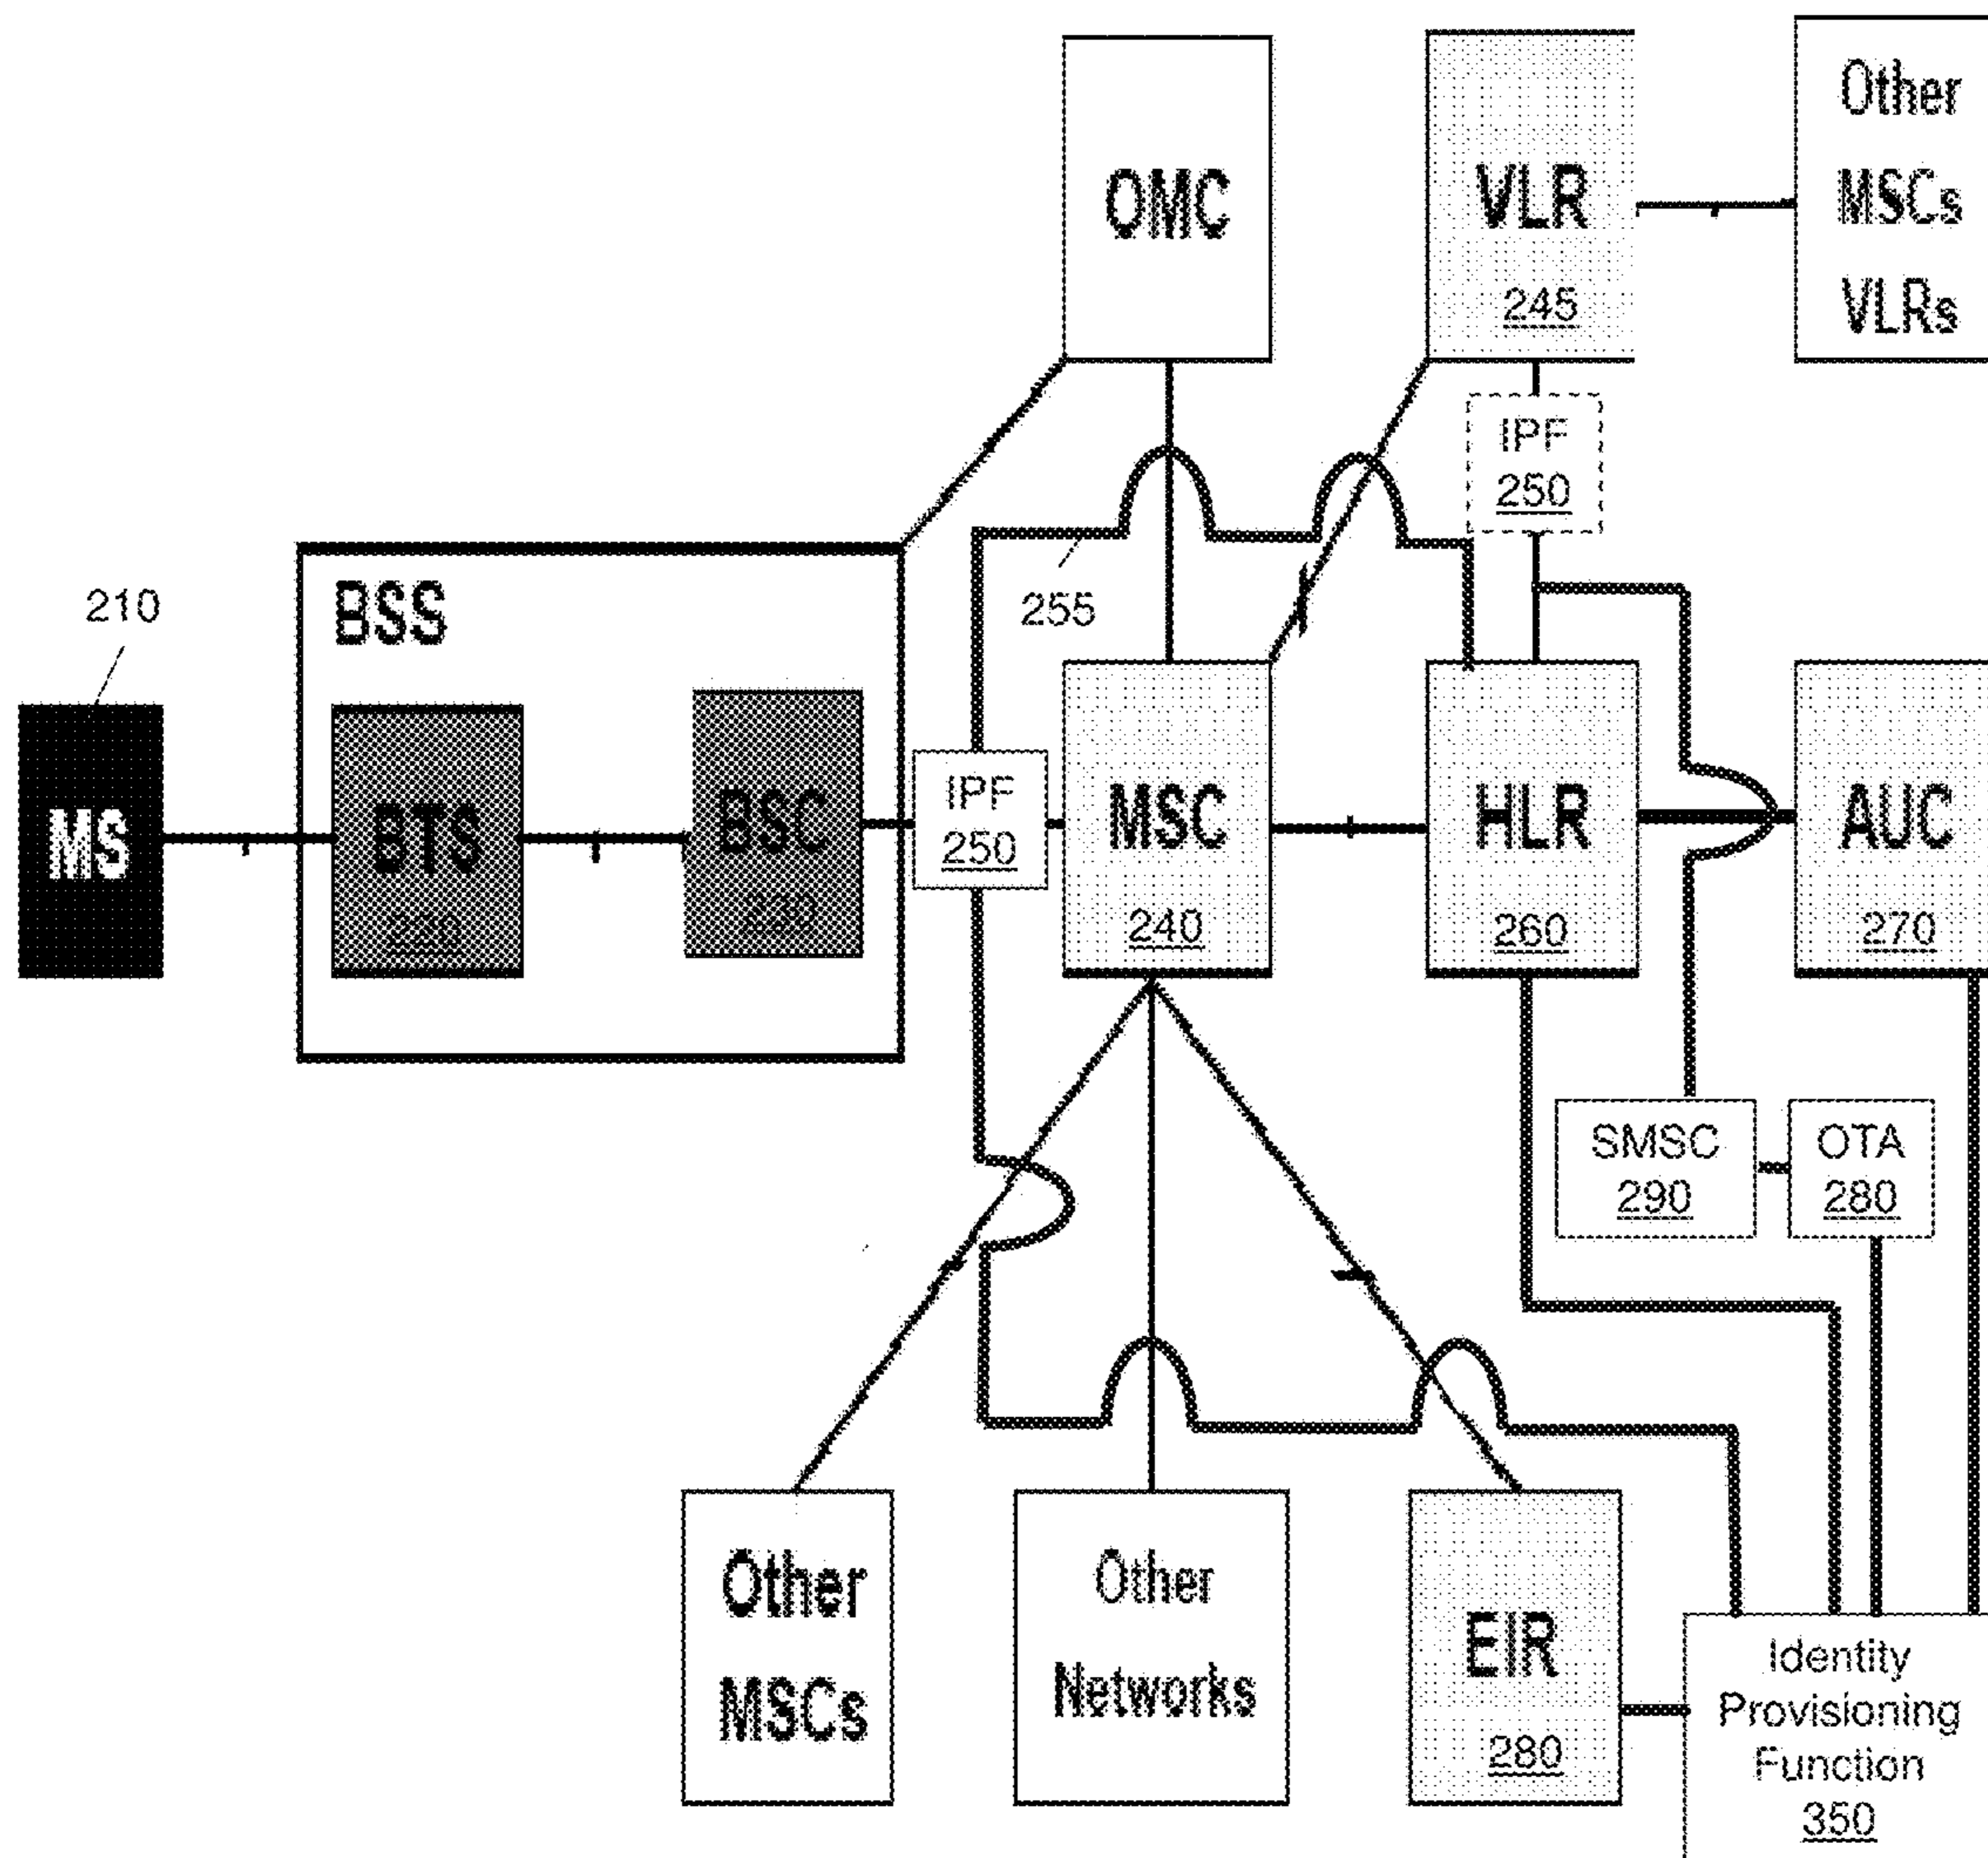 OMC
VLR
245
Other
MSCs
VLRs
IPF
250
255
210
BSS
MS
BTS
BSC
230
IPF
250
MSC
240
HLR
260
AUC
270
SMSC
290
OTA
280
Other
MSCs
Other
Networks
EIR
280
Identity
Provisioning
Function
350